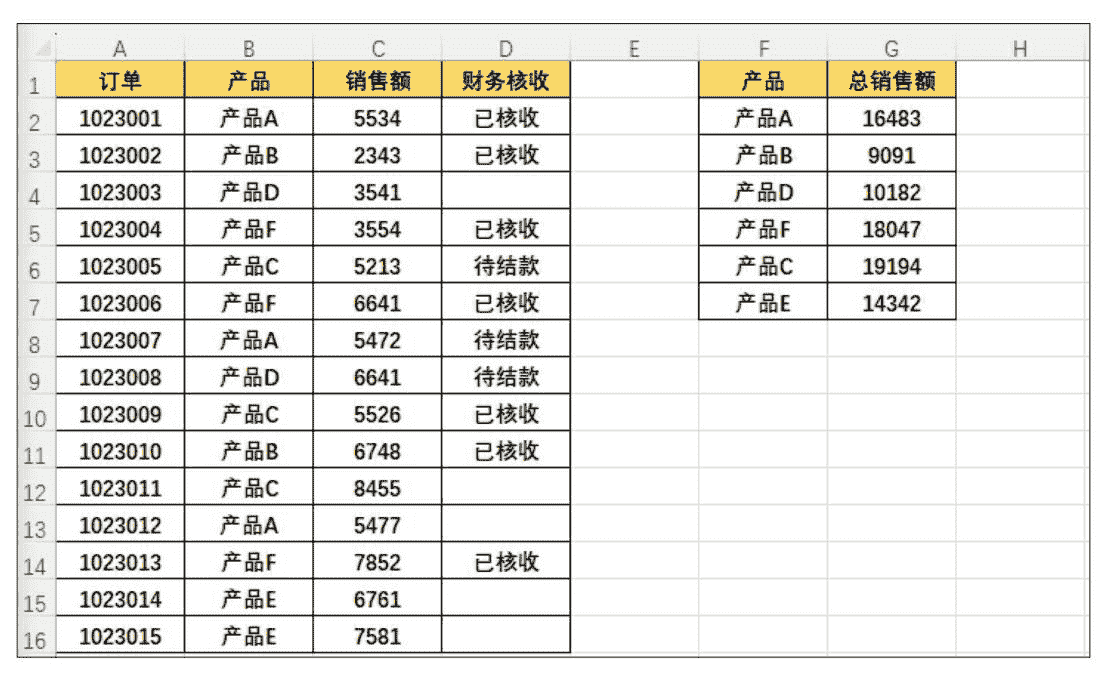 A B C D E F G H
1 订单 产品 销售额 财务核收 产品 总销售额
2 1023001 产品A 5534 已核收 产品A 16483
3 1023002 产品B 2343 已核收 产品B 9091
4 1023003 产品D 3541 产品D 10182
5 1023004 产品F 3554 已核收 产品F 18047
6 1023005 产品C 5213 待结款 产品C 19194
7 1023006 产品F 6641 已核收 产品E 14342
8 1023007 产品A 5472 待结款
9 1023008 产品D 6641 待结款
10 1023009 产品C 5526 已核收
11 1023010 产品B 6748 已核收
12 1023011 产品C 8455
13 1023012 产品A 5477
14 1023013 产品F 7852 已核收
15 1023014 产品E 6761
16 1023015 产品E 7581